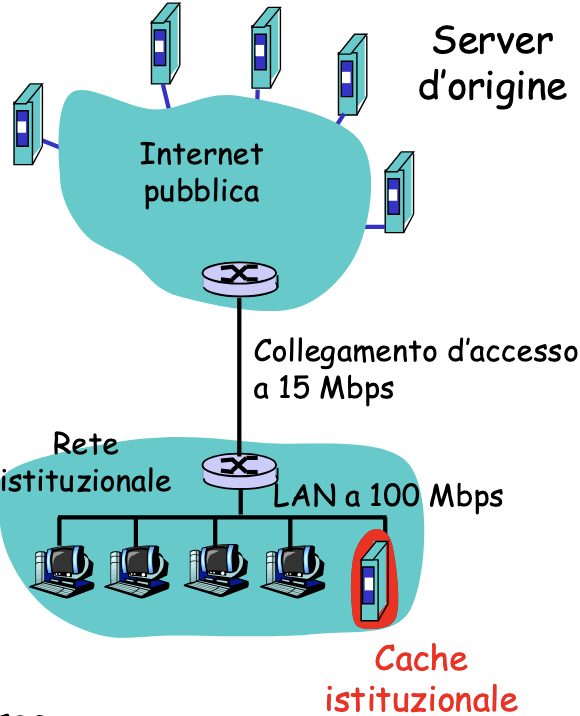 Server
d'origine
Internet
pubblica
Collegamento d'accesso
a 15 Mbps
Rete
istituzionale
LAN a 100 Mbps
Cache
istituzionale